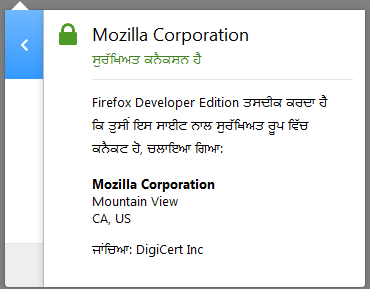 Mozilla Corporation
ਸੁਰੱਖਿਅਤ ਕਨੈਕਸ਼ਨ ਹੈ
Firefox Developer Edition ਤਸਦੀਕ ਕਰਦਾ ਹੈ
ਕਿ ਤੁਸੀਂ ਇਸ ਸਾਈਟ ਨਾਲ ਸੁਰੱਖਿਅਤ ਰੂਪ ਵਿੱਚ
ਕਨੈਕਟ ਹੋ, ਚਲਾਇਆ ਗਿਆ:
Mozilla Corporation
Mountain View
CA, US
ਜਾਂਚਿਆ: DigiCert Inc